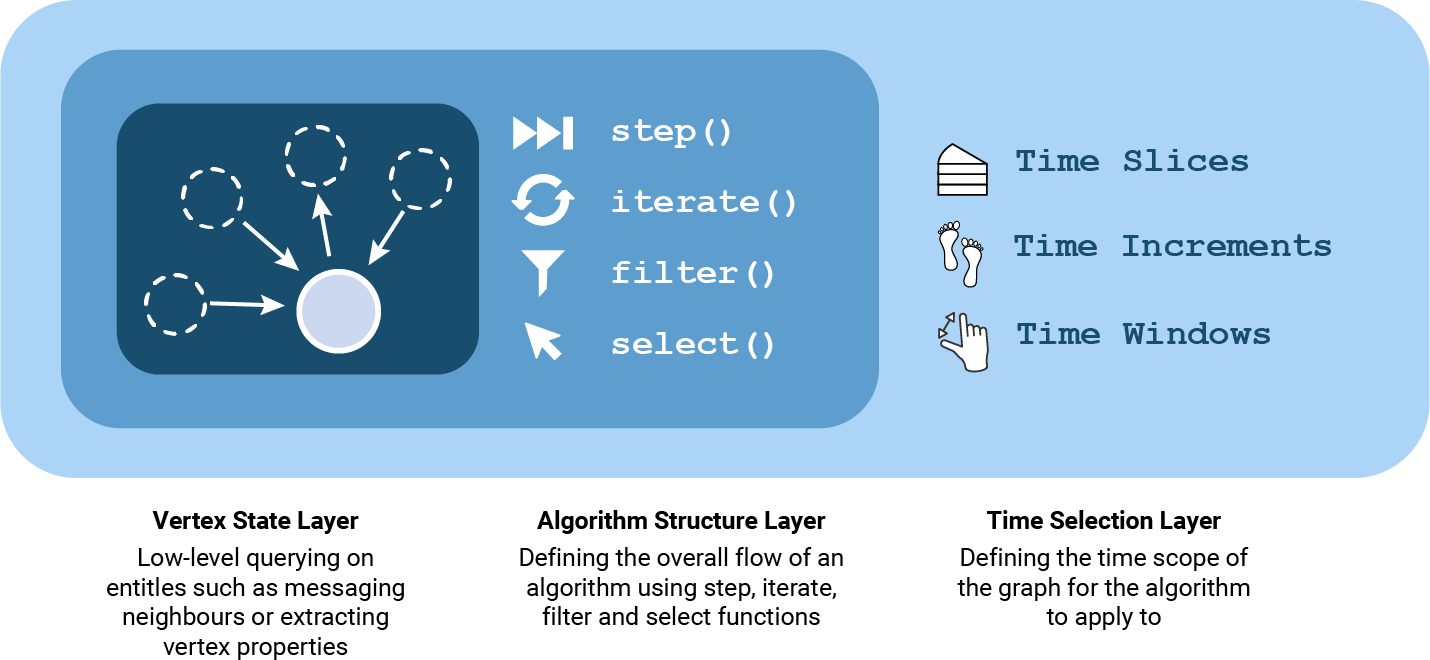 step()
iterate()
filter()
select()
Time Slices
Time Increments
Time Windows
Vertex State Layer
Low-level querying on
entitles such as messaging
neighbours or extracting
vertex properties
Algorithm Structure Layer
Defining the overall flow of an
algorithm using step, iterate,
filter and select functions
Time Selection Layer
Defining the time scope of
the graph for the algorithm
to apply to